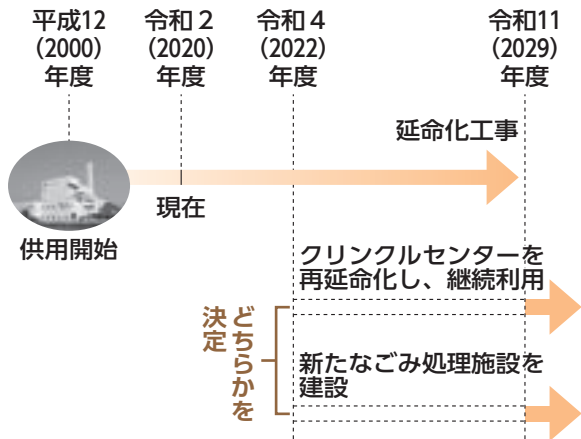 平成12
（2000）
年度
令和２
（2020）
年度
令和４
（2022）
年度
令和11
（2029）
年度
延命化工事
現在
供用開始
クリンクルセンターを
再延命化し、継続利用
どちらかを
決定
新たなごみ処理施設を
建設